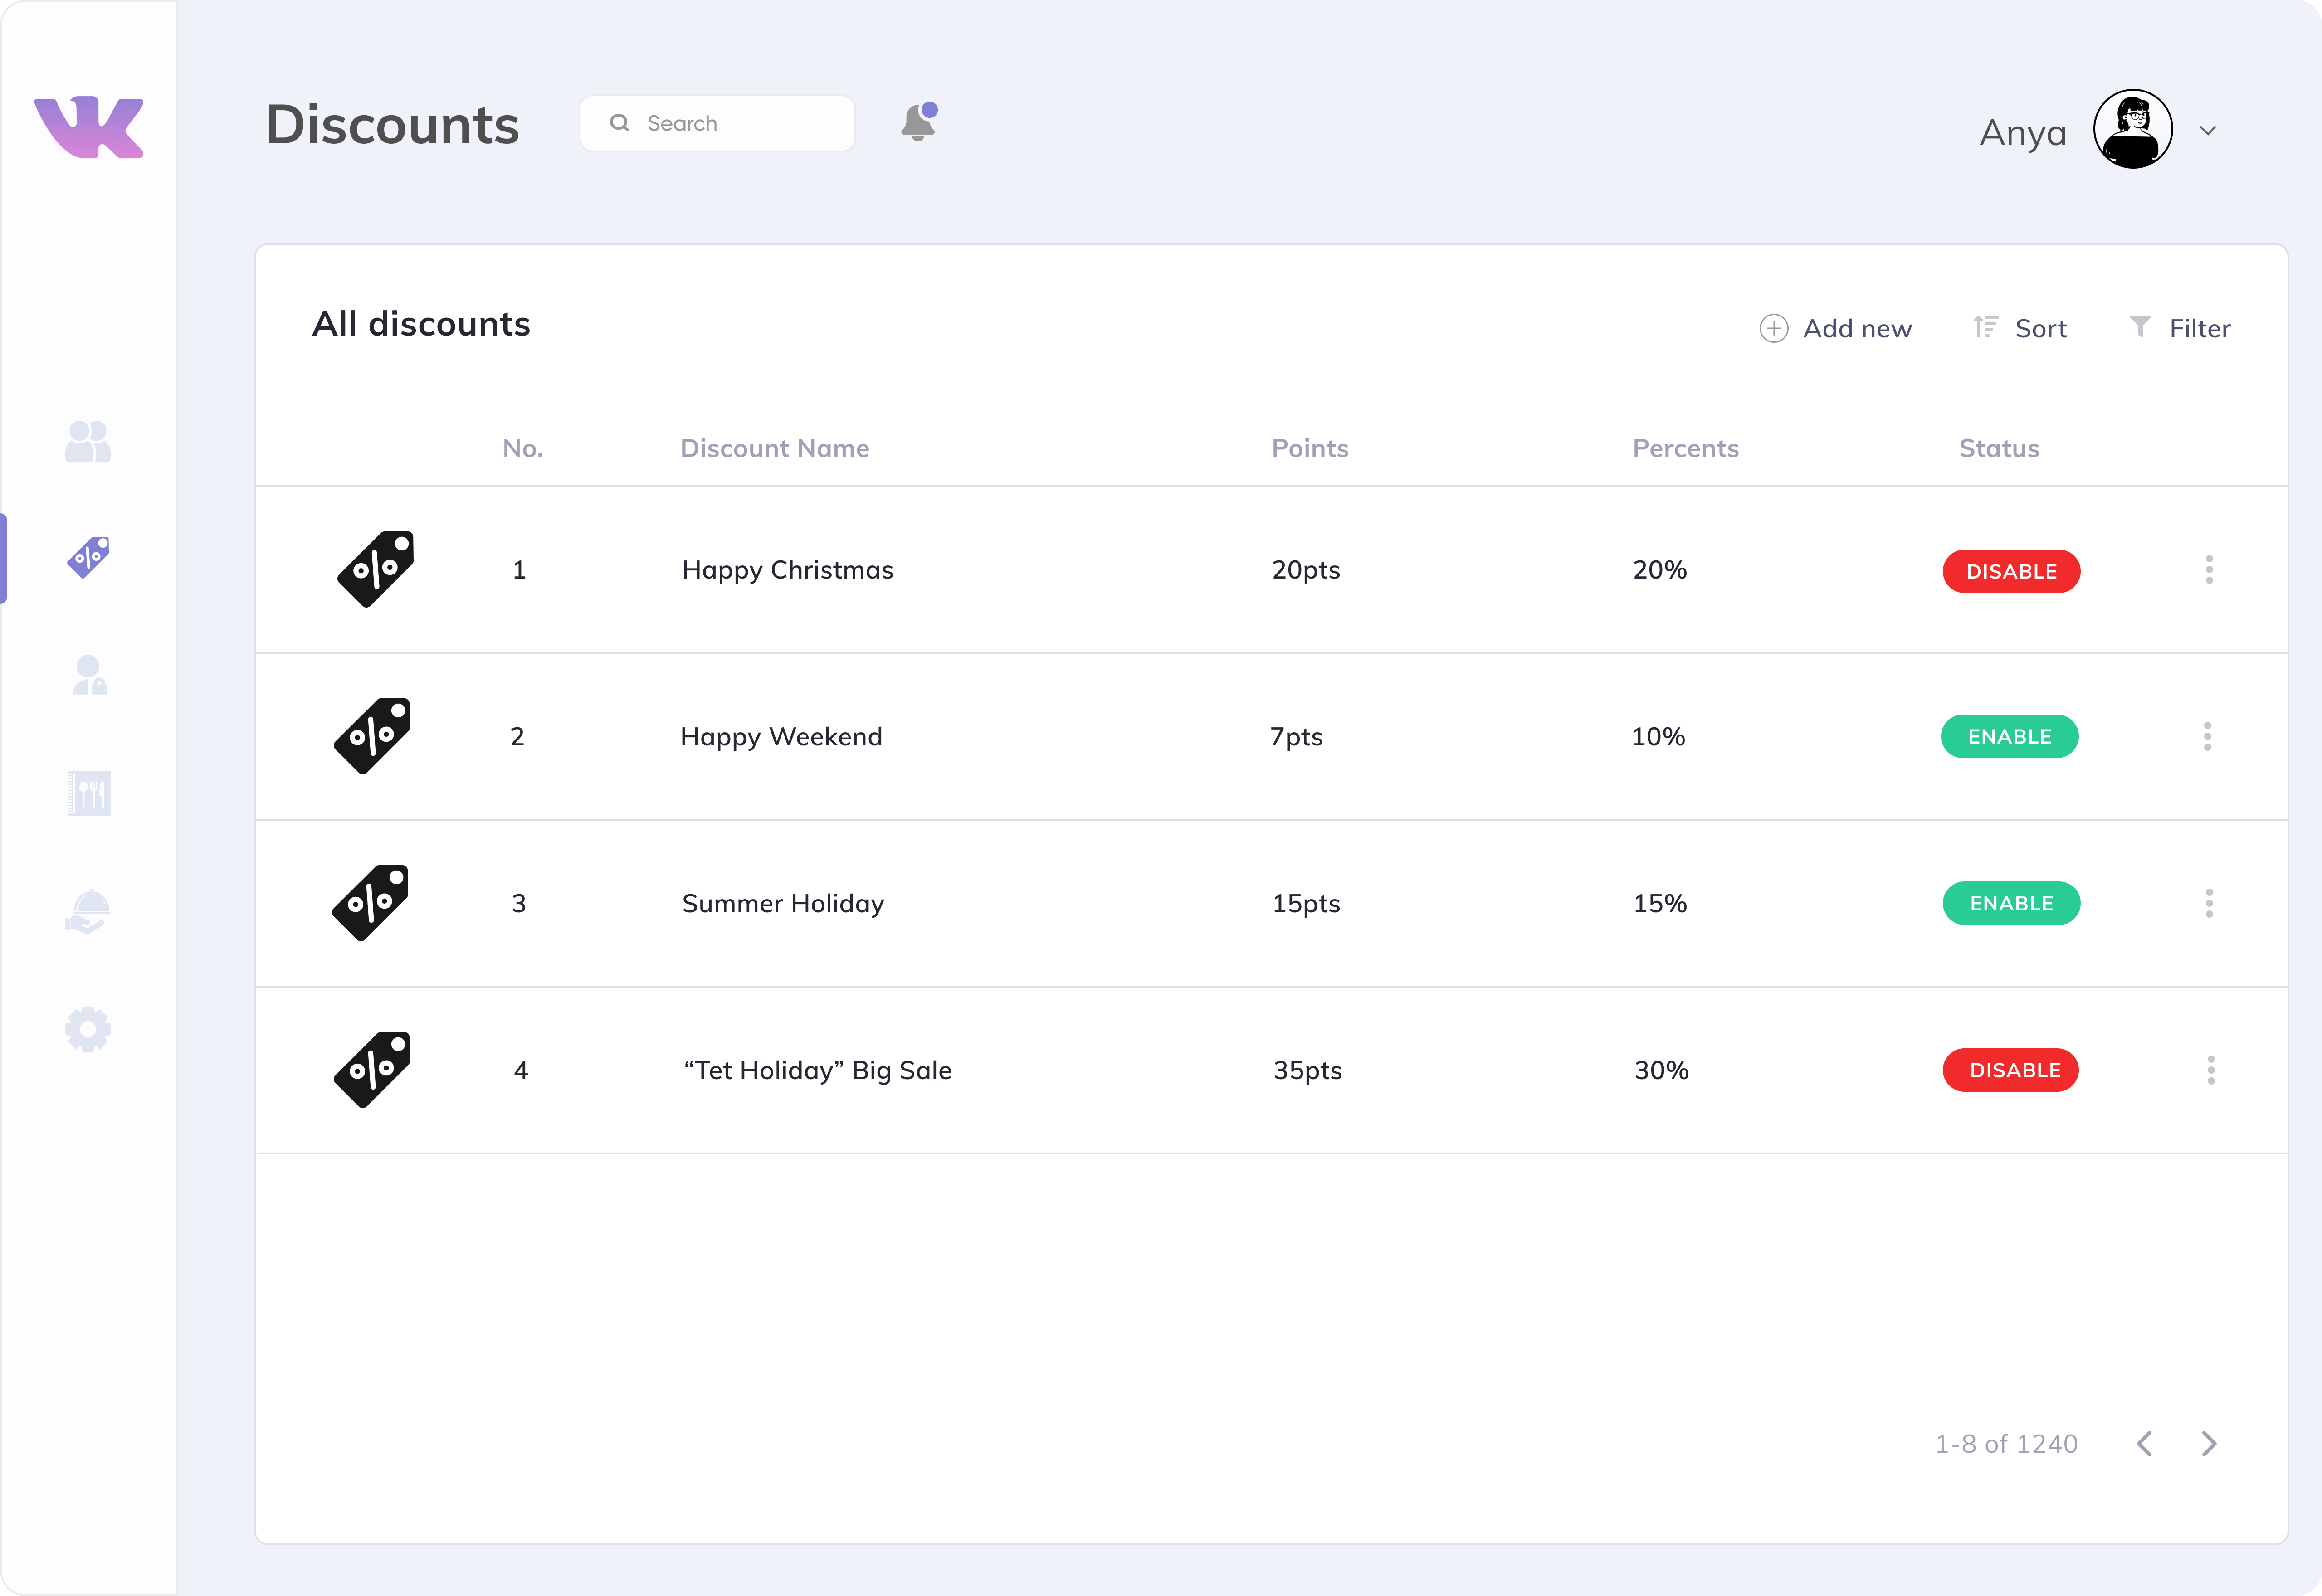 VK
Discounts
Search
Anya
All discounts
Add new
Sort
Filter
No. Discount Name Points Percents Status
1 Happy Christmas 20pts 20% DISABLE
2 Happy Weekend 7pts 10% ENABLE
3 Summer Holiday 15pts 15% ENABLE
4 “Tet Holiday” Big Sale 35pts 30% DISABLE
1-8 of 1240